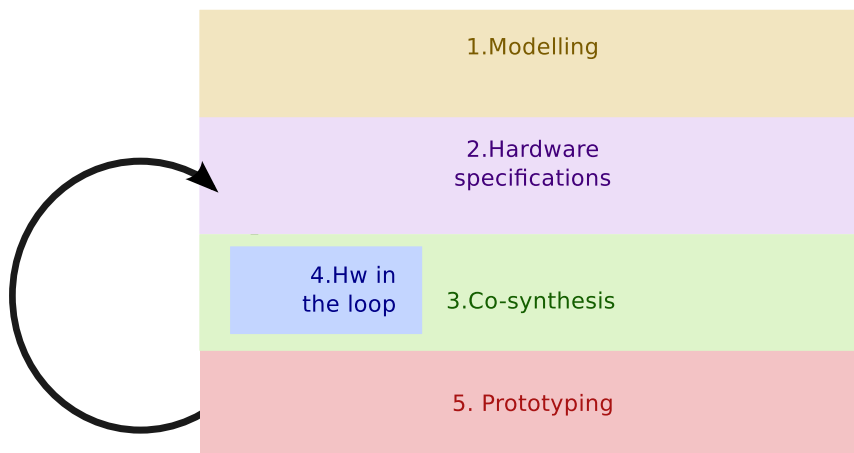 1.Modelling
2.Hardware
specifications
4.Hw in
the loop
3.Co-synthesis
5. Prototyping